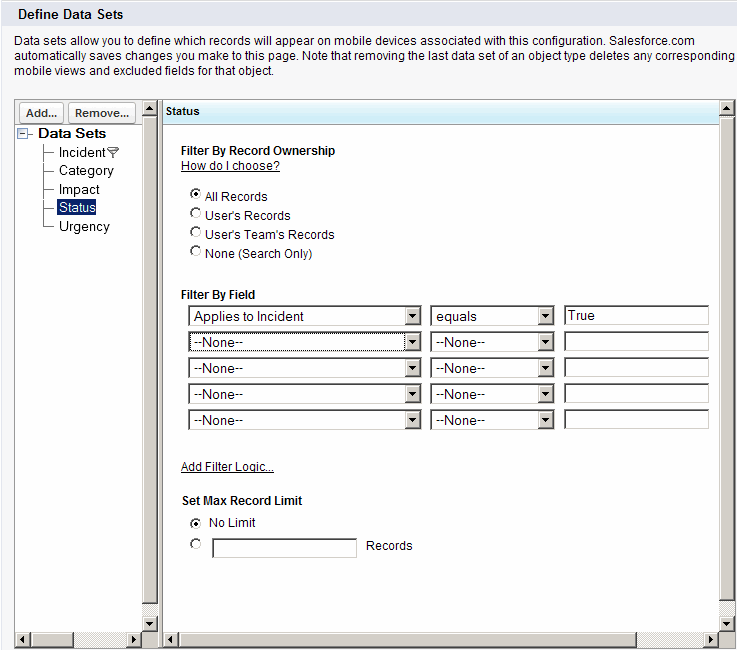 Define Data Sets
Data sets allow you to define which records will appear on mobile devices associated with this configuration. Salesforce.com
automatically saves changes you make to this page. Note that removing the last data set of an object type deletes any corresponding
mobile views and excluded fields for that object.
Add... Remove...
Data Sets
Incident
Category
Impact
Status
Urgency
Status
Filter By Record Ownership
How do I choose?
All Records
User's Records
User's Team's Records
None (Search Only)
Filter By Field
Applies to Incident equals True
--None-- --None--
--None-- --None--
--None-- --None--
--None-- --None--
Add Filter Logic...
Set Max Record Limit
No Limit
Records